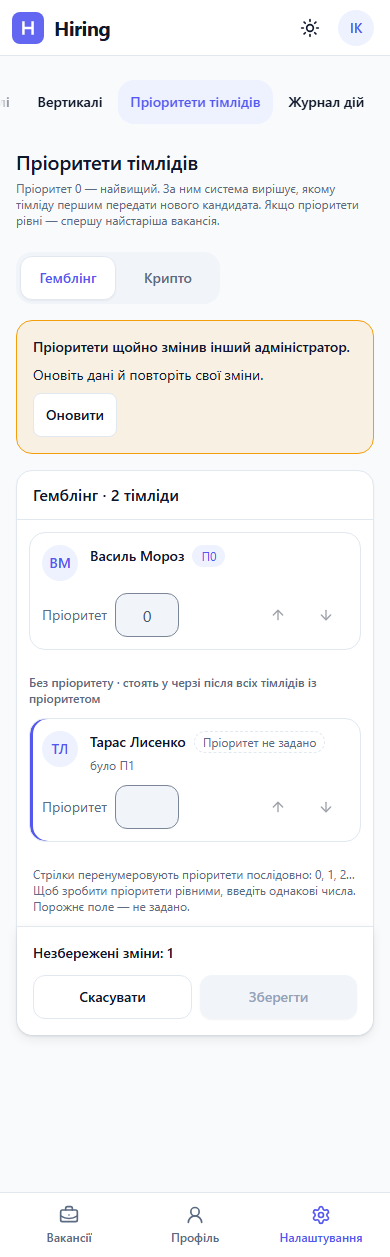 H Hiring
ІК
Вертикалі
Пріоритети тімлідів
Журнал дій
Пріоритети тімлідів
Пріоритет 0 — найвищий. За ним система вирішує, якому
тімліду першим передати нового кандидата. Якщо пріоритети
рівні — спершу найстаріша вакансія.
Гемблінг
Крипто
Пріоритети щойно змінив інший адміністратор.
Оновіть дані й повторіть свої зміни.
Оновити
Гемблінг · 2 тімліди
ВМ
Василь Мороз
П0
Пріоритет
0
Без пріоритету · стоять у черзі після всіх тімлідів із
пріоритетом
ТЛ
Тарас Лисенко
Пріоритет не задано
було П1
Пріоритет
Стрілки перенумеровують пріоритети послідовно: 0, 1, 2…
Щоб зробити пріоритети рівними, введіть однакові числа.
Порожнє поле — не задано.
Незбережені зміни: 1
Скасувати
Зберегти
Вакансії
Профіль
Налаштування